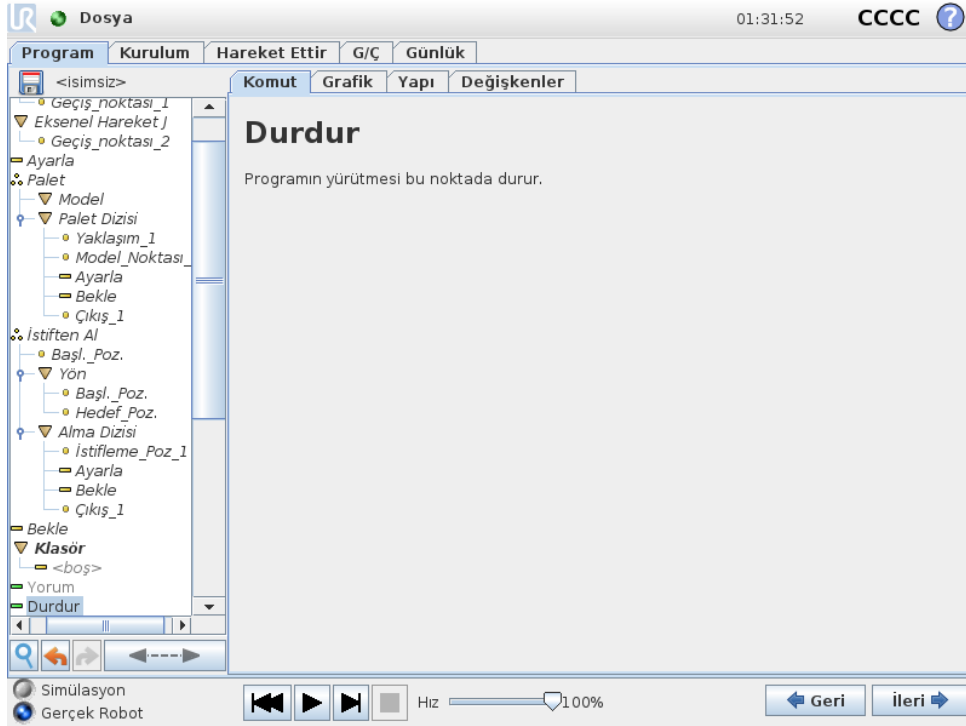 Dosya 01:31:52 CCCC ?
Program Kurulum Hareket Ettir G/Ç Günlük
<isimsiz>
Komut Grafik Yapı Değişkenler
Geçiş_noktası_1
Eksenel Hareket J
Geçiş_noktası_2
Ayarla
Palet
Model
Palet Dizisi
Yaklaşım_1
Model_Noktası_
Ayarla
Bekle
Çıkış_1
İstiften Al
Başl._Poz.
Yön
Başl._Poz.
Hedef_Poz.
Alma Dizisi
İstifleme_Poz_1
Ayarla
Bekle
Çıkış_1
Bekle
Klasör
<boş>
Yorum
Durdur
Durdur
Programın yürütmesi bu noktada durur.
Simülasyon
Gerçek Robot
Hız 100%
Geri İleri